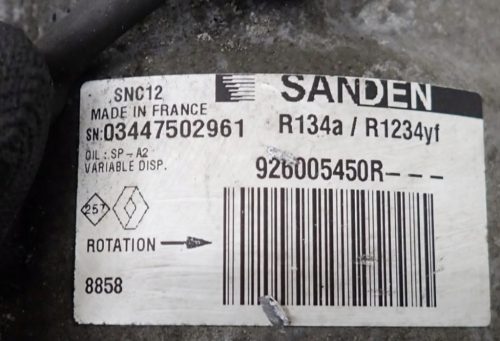 SNC12
SANDEN
MADE IN FRANCE
SN:03447502961
R134a / R1234yf
OIL : SP-A2
VARIABLE DISP.
926005450R---
257
ROTATION
8858